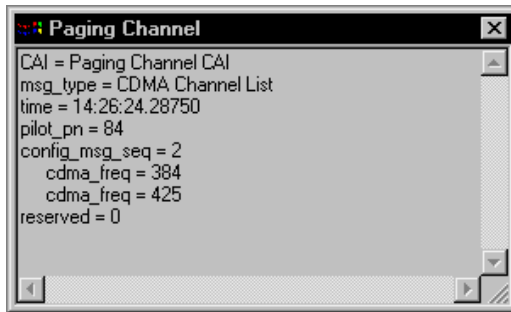 Paging Channel
CAI = Paging Channel CAI
msg_type = CDMA Channel List
time = 14:26:24.28750
pilot_pn = 84
config_msg_seq = 2
cdma_freq = 384
cdma_freq = 425
reserved = 0